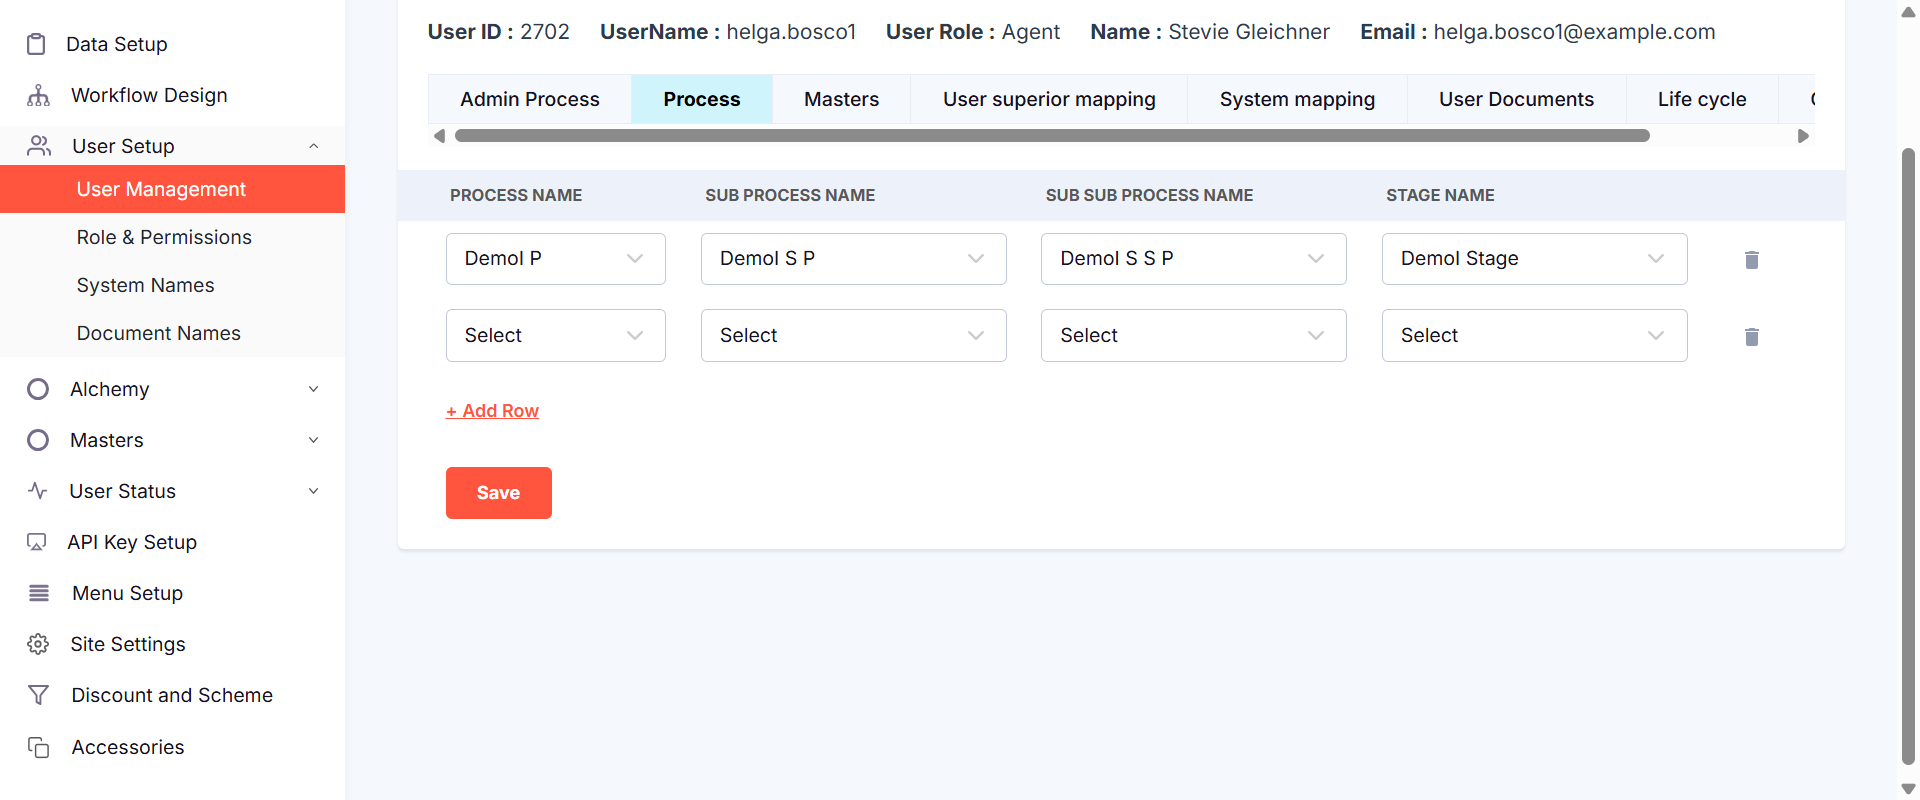 Data Setup
Workflow Design
User Setup
User Management
Role & Permissions
System Names
Document Names
Alchemy
Masters
User Status
API Key Setup
Menu Setup
Site Settings
Discount and Scheme
Accessories
User ID : 2702 UserName : helga.bosco1 User Role : Agent Name : Stevie Gleichner Email : helga.bosco1@example.com
Admin Process Process Masters User superior mapping System mapping User Documents Life cycle
PROCESS NAME SUB PROCESS NAME SUB SUB PROCESS NAME STAGE NAME
Demol P Demol S P Demol S S P Demol Stage
Select Select Select Select
+ Add Row
Save